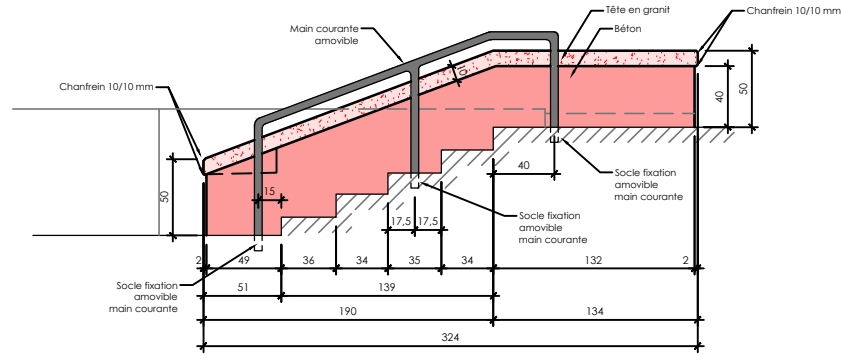 Tête en granit
Chanfrein 10/10 mm
Main courante
amovible
Béton
10
Chanfrein 10/10 mm
50
40
50
15
40
Socle fixation
amovible
main courante
17,5
17,5
Socle fixation
amovible
main courante
2
49
36
34
35
34
132
2
Socle fixation
amovible
main courante
51
139
190
134
324